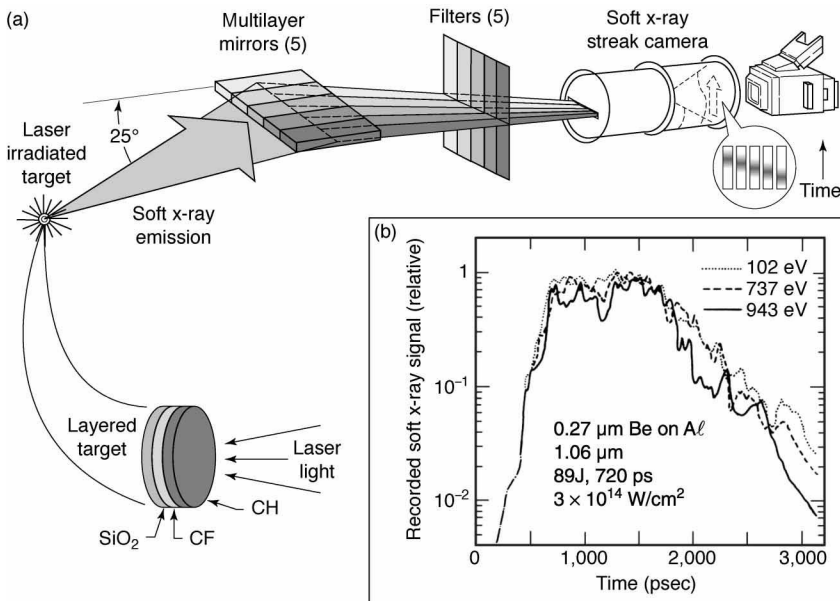 (a)
Multilayer
mirrors (5)
Filters (5)
Soft x-ray
streak camera
25°
Laser
irradiated
target
Soft x-ray
emission
Time
Layered
target
Laser
light
CH
SiO₂
CF
(b)
Recorded soft x-ray signal (relative)
1
10⁻¹
10⁻²
102 eV
737 eV
943 eV
0.27 µm Be on Aℓ
1.06 µm
89J, 720 ps
3 × 10¹⁴ W/cm²
0
1,000
2,000
3,000
Time (psec)